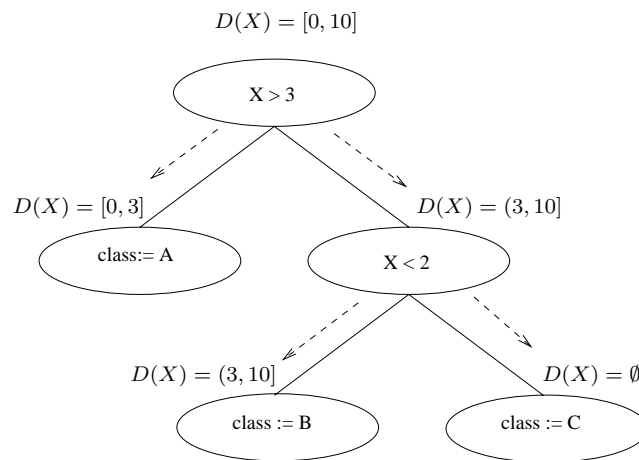 D(X) = [0, 10]
X > 3
D(X) = [0, 3]
D(X) = (3, 10]
class:= A
X < 2
D(X) = (3, 10]
D(X) = ∅
class := B
class := C